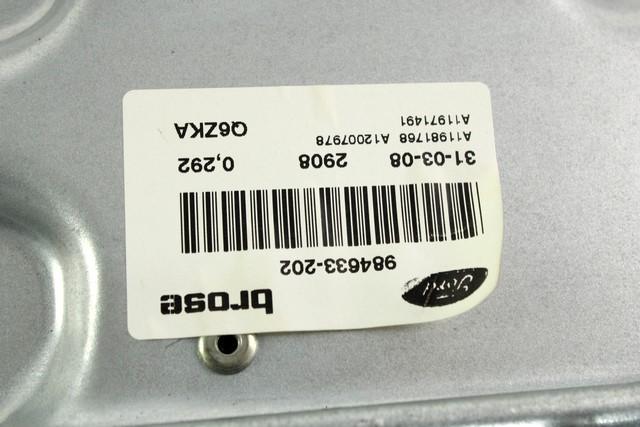 Ford brose
984633-202
31-03-08 2908 0,292
A11981768 A12007978 Q6ZKA
A11971491